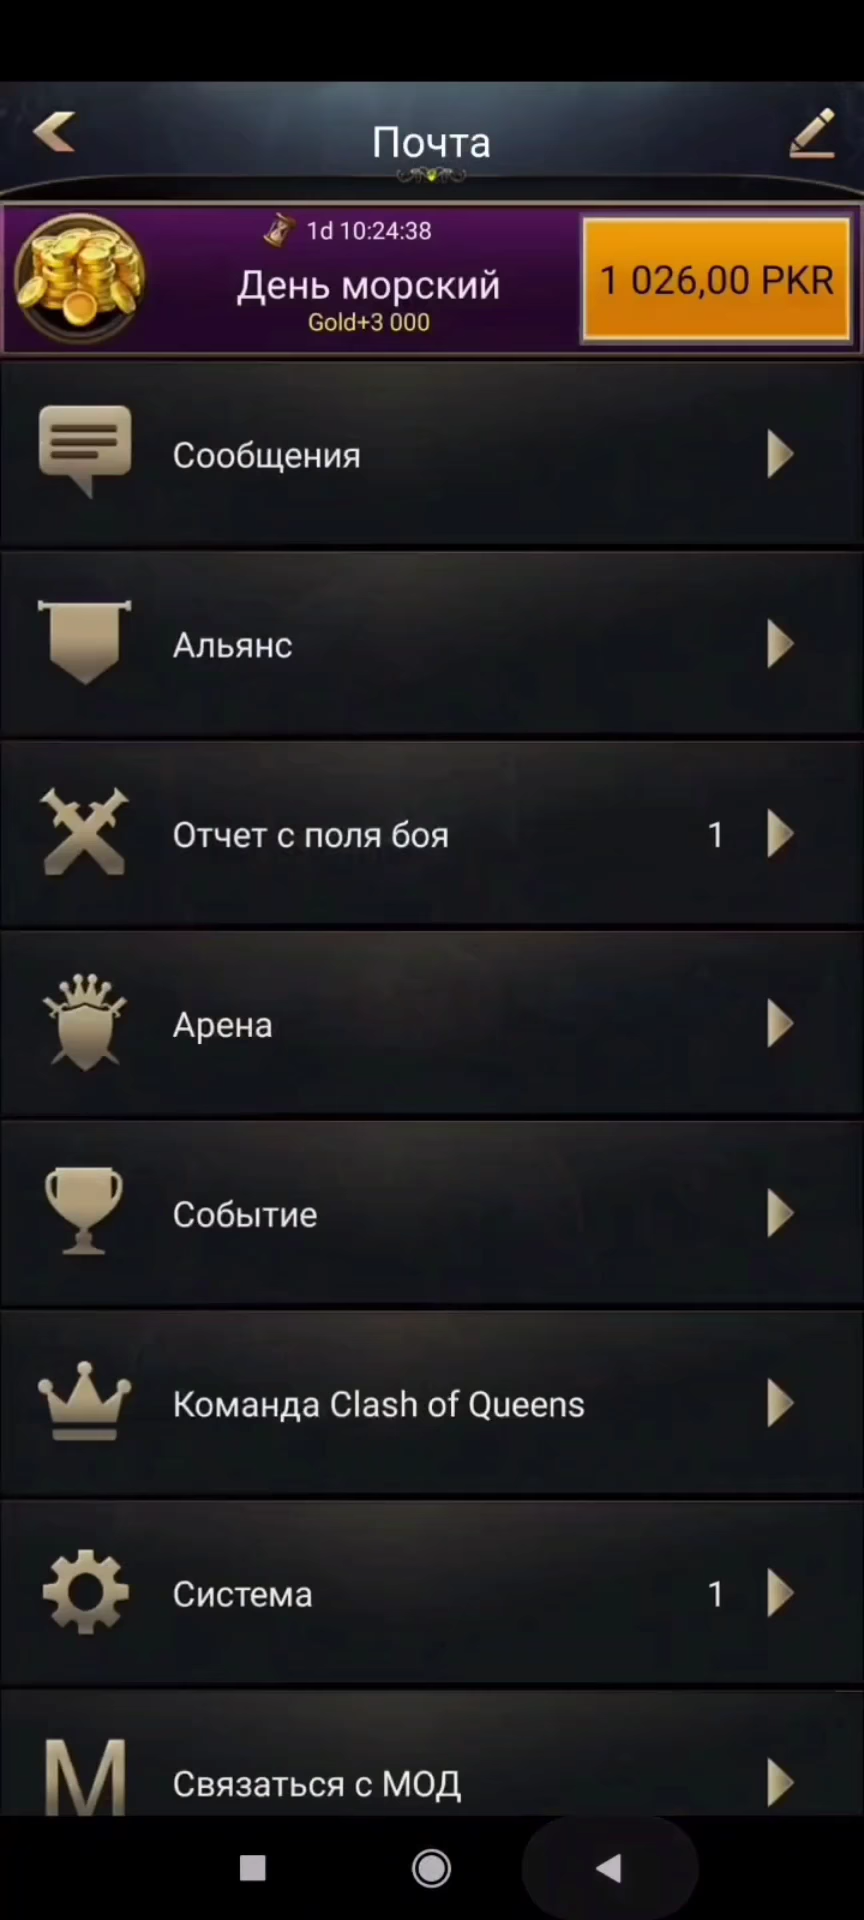 Почта
1d 10:24:38
День морский
Gold+3 000
1 026,00 PKR
Сообщения
Альянс
Отчет с поля боя 1
Арена
Событие
Команда Clash of Queens
Система 1
M Связаться с МОД